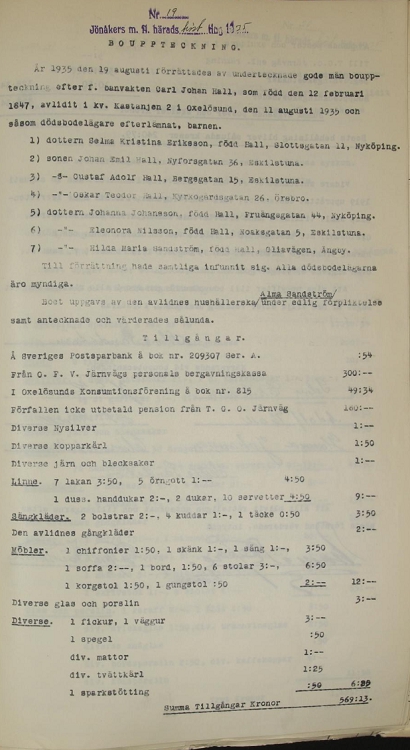 Nr. 19
Jönåkers m. fl. härads höst ting 1935.
BOUPPTECKNING.
År 1935 den 19 augusti förrättades av undertecknade gode män boupp-
teckning efter f. banvakten Carl Johan Hall, som född den 12 februari
1847, avlidit i kv. Kastanjen 2 i Oxelösund, den 11 augusti 1935 och
såsom dödsbodelägare efterlämnat, barnen.
1) dottern Selma Kristina Eriksson, född Hall, Slottsgatan 11, Nyköping.
2) sonen Johan Emil Hall, Nyforsgatan 36, Eskilstuna.
3) -"- Gustaf Adolf Hall, Bergsgatan 15, Eskilstuna.
4) -"- Oskar Teodor Hall, Kyrkogårdsgatan 26, Örebro.
5) dottern Johanna Johansson, född Hall, Fruängsgatan 44, Nyköping.
6) -"- Eleonora Nilsson, född Hall, Noaksgatan 5, Eskilstuna.
7) -"- Hilda Maria Sandström, född Hall, Oliavägen, Ånguy.
Till förrättning hade samtliga infunnit sig. Alla dödsbodelägarna
äro myndiga.
Alma Sandström/
Boet uppgavs av den avlidnes hushållerska/under edlig förpliktelse
samt antecknades och värderades sålunda.
Tillgångar.
Å Sveriges Postsparbank å bok nr. 209307 Ser. A. :54
Från O. F. V. Järnvägs personals begravningskassa 300:--
I Oxelösunds Konsumtionsförening å bok nr. 815 49:34
Förfallen icke utbetald pension från T. G. O. Järnväg 180:--
Diverse Nysilver 1:--
Diverse kopparkärl 1:50
Diverse järn och blecksaker 1:--
Linne. 7 lakan 3:50, 5 örngott 1:-- 4:50
1 duss. handdukar 2:-, 2 dukar, 10 servetter 4:50 9:--
Sängkläder. 2 bolstrar 2:-, 4 kuddar 1:-, 1 täcke 0:50 3:50
Den avlidnes gångkläder 2:--
Möbler. 1 chiffonier 1:50, 1 skänk 1:-, 1 säng 1:-, 3:50
1 soffa 2:--, 1 bord, 1:50, 6 stolar 3:-, 6:50
1 korgstol 1:50, 1 gungstol :50 2:-- 12:--
Diverse glas och porslin 3:--
Diverse. 1 fickur, 1 väggur 3:--
1 spegel :50
div. mattor 1:--
div. tvättkärl 1:25
1 sparkstötting :50 6:25
Summa Tillgångar Kronor 569:13.